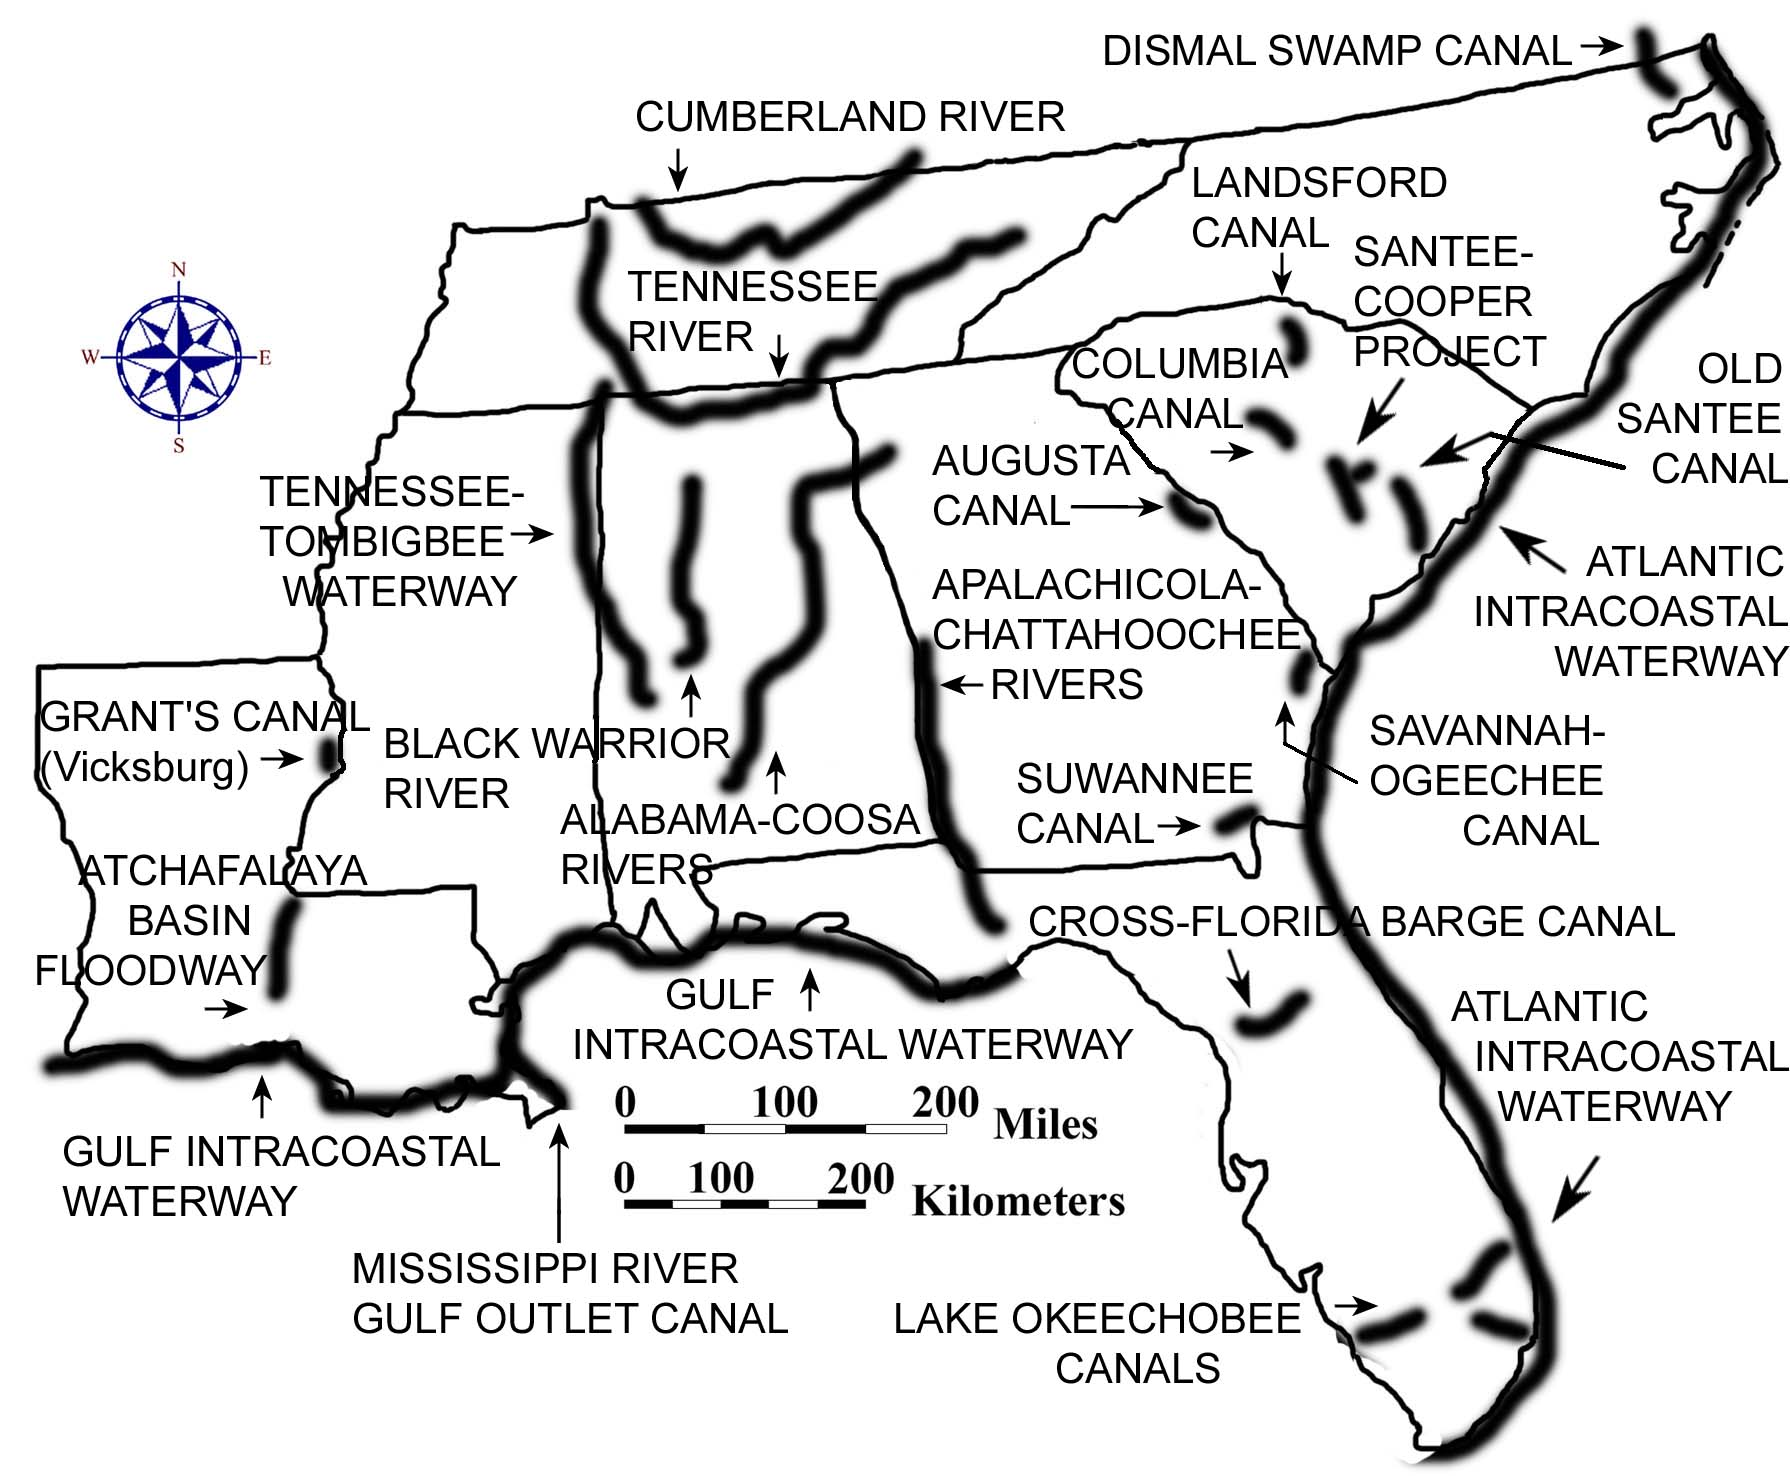 DISMAL SWAMP CANAL
CUMBERLAND RIVER
LANDSFORD
CANAL
SANTEE-
COOPER
PROJECT
N
W
E
S
TENNESSEE
RIVER
COLUMBIA
CANAL
OLD
SANTEE
CANAL
AUGUSTA
CANAL
TENNESSEE-
TOMBIGBEE
WATERWAY
ATLANTIC
INTRACOASTAL
WATERWAY
APALACHICOLA-
CHATTAHOOCHEE
RIVERS
GRANT'S CANAL
(Vicksburg)
BLACK WARRIOR
RIVER
SAVANNAH-
OGEECHEE
CANAL
SUWANNEE
CANAL
ALABAMA-COOSA
RIVERS
ATCHAFALAYA
BASIN
FLOODWAY
CROSS-FLORIDA BARGE CANAL
GULF
INTRACOASTAL WATERWAY
ATLANTIC
INTRACOASTAL
WATERWAY
0 100 200 Miles
0 100 200 Kilometers
GULF INTRACOASTAL
WATERWAY
MISSISSIPPI RIVER
GULF OUTLET CANAL
LAKE OKEECHOBEE
CANALS